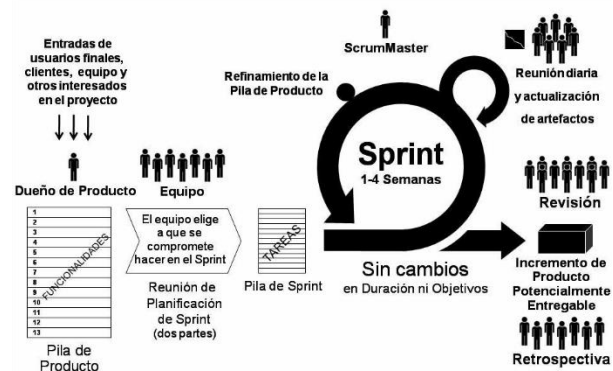 Entradas de
usuarios finales,
clientes, equipo y
otros interesados
en el proyecto
Dueño de Producto
1
2
3
4
5
6
7
8
9
10
11
12
13
FUNCIONALIDADES
Pila de
Producto
Equipo
El equipo elige
a que se
compromete
hacer en el Sprint
Reunión de
Planificación
de Sprint
(dos partes)
TAREAS
Pila de Sprint
ScrumMaster
Refinamiento de la
Pila de Producto
Sprint
1-4 Semanas
Sin cambios
en Duración ni Objetivos
Reunión diaria
y actualización
de artefactos
Revisión
Incremento de
Producto
Potencialmente
Entregable
Retrospectiva